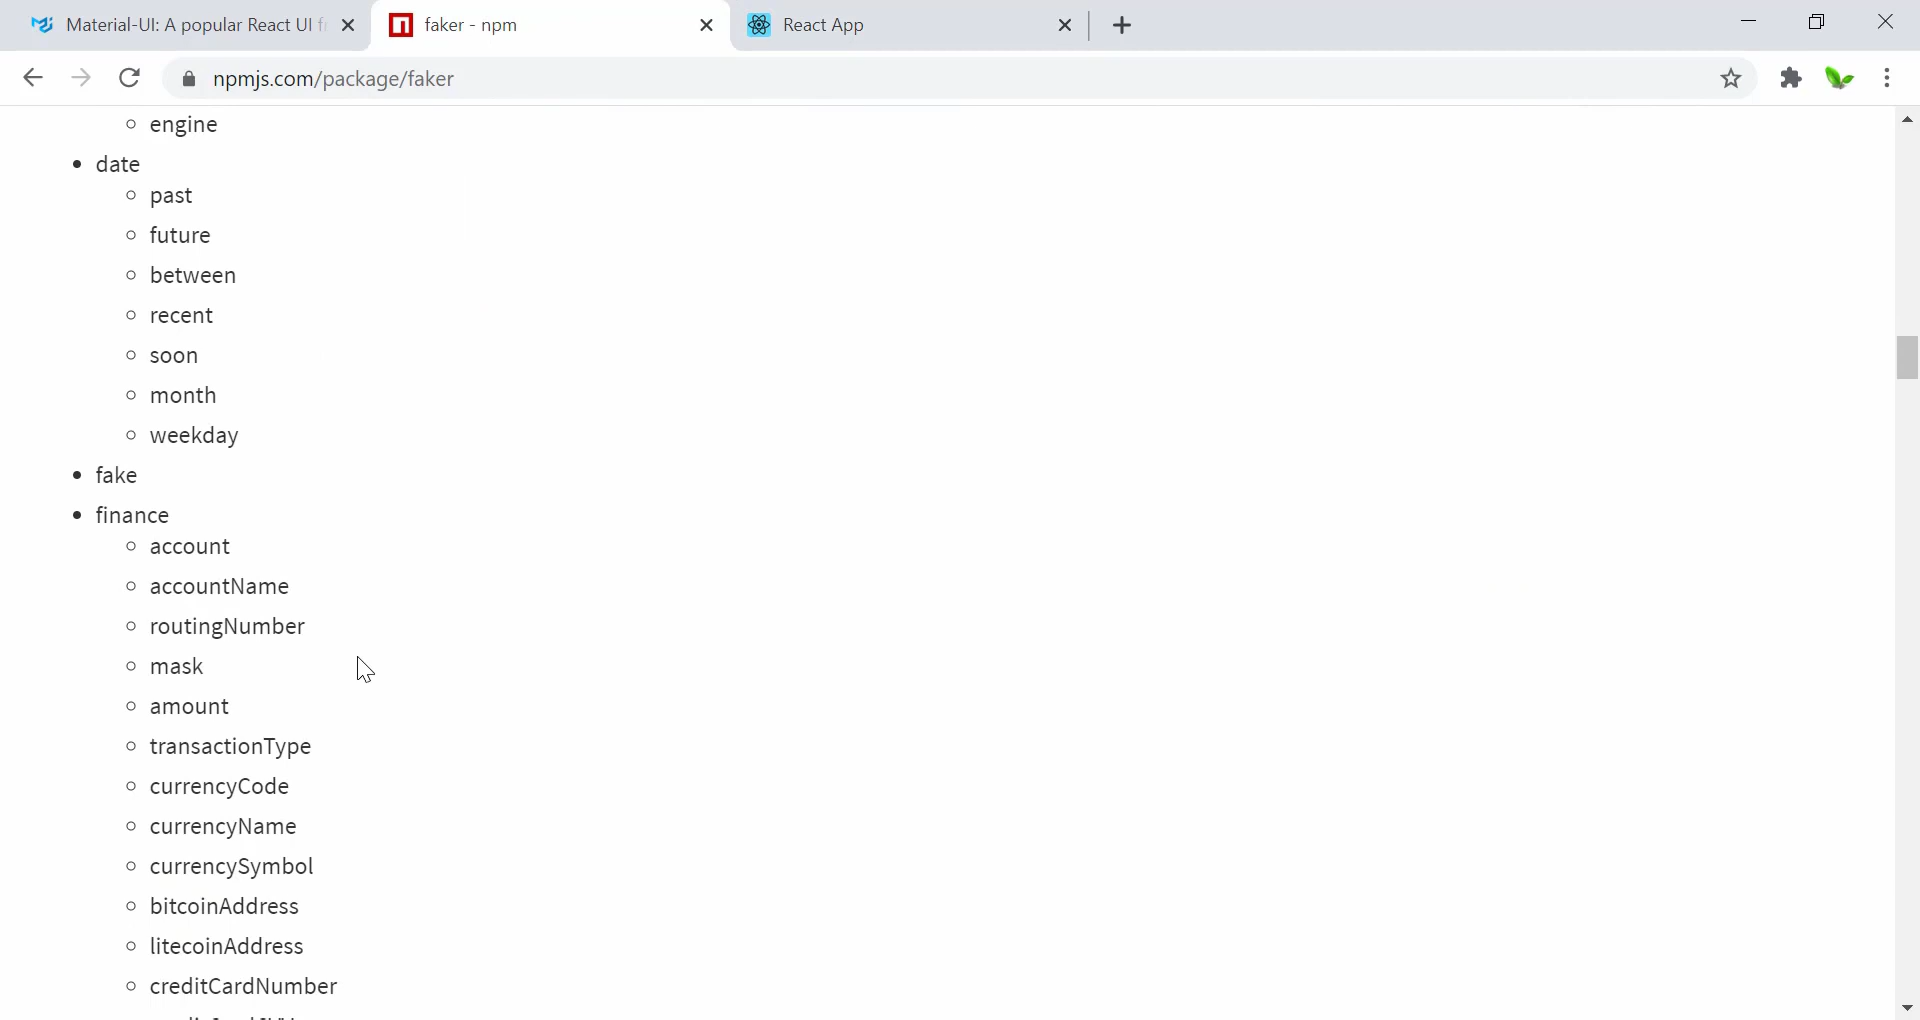 Material-UI: A popular React UI f
faker - npm
React App
npmjs.com/package/faker
engine
date
past
future
between
recent
soon
month
weekday
fake
finance
account
accountName
routingNumber
mask
amount
transactionType
currencyCode
currencyName
currencySymbol
bitcoinAddress
litecoinAddress
creditCardNumber